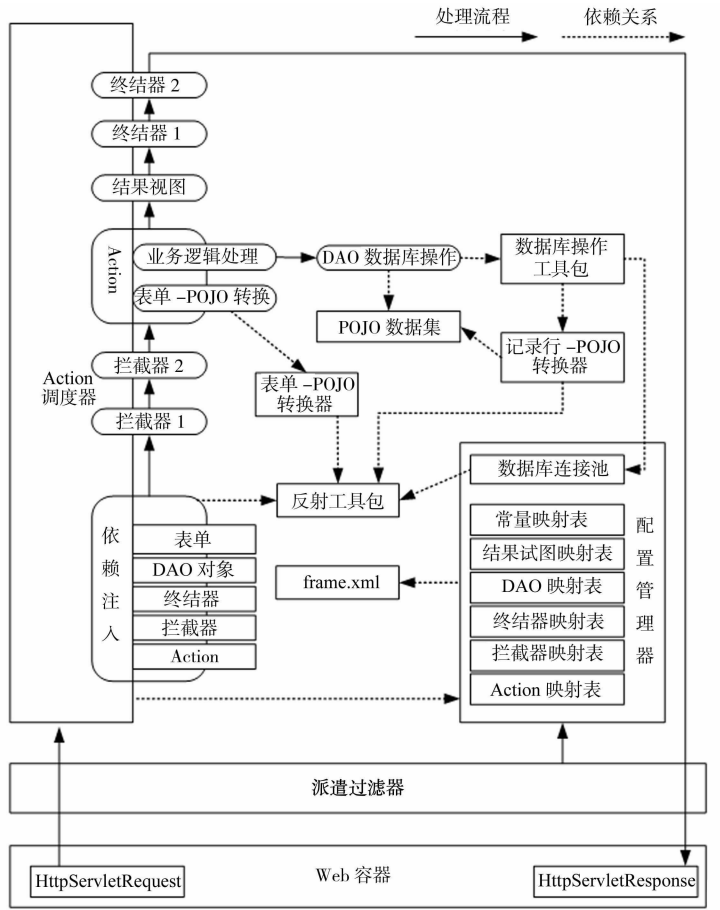 处理流程
依赖关系
终结器 2
终结器 1
结果视图
Action
业务逻辑处理
DAO 数据库操作
数据库操作
工具包
表单 -POJO 转换
POJO 数据集
记录行 -POJO
转换器
拦截器 2
Action
调度器
表单 -POJO
转换器
拦截器 1
数据库连接池
反射工具包
依赖注入
表单
DAO 对象
终结器
拦截器
Action
frame.xml
常量映射表
结果试图映射表
DAO 映射表
终结器映射表
拦截器映射表
Action 映射表
配置管理器
派遣过滤器
Web 容器
HttpServletRequest
HttpServletResponse